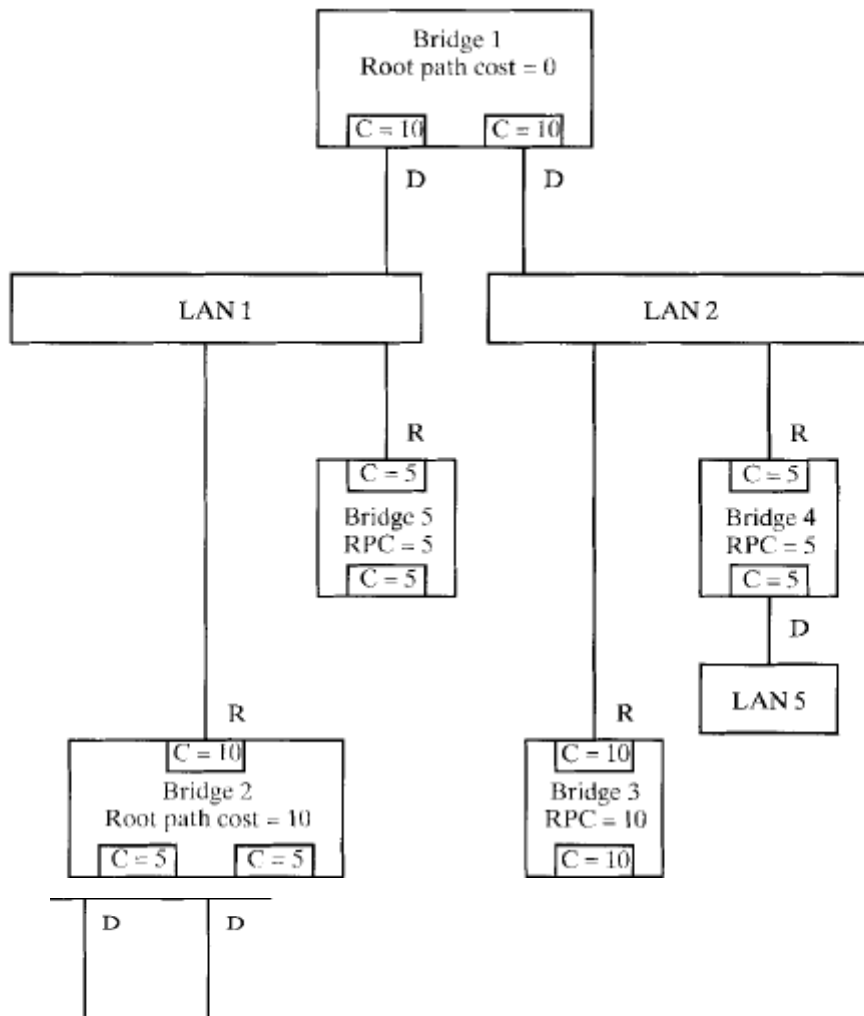 Bridge 1
Root path cost = 0
C = 10
C = 10
D
D
LAN 1
LAN 2
R
R
C = 5
C = 5
Bridge 5
RPC = 5
Bridge 4
RPC = 5
C = 5
C = 5
D
LAN 5
R
R
C = 10
C = 10
Bridge 2
Root path cost = 10
Bridge 3
RPC = 10
C = 5
C = 5
C = 10
D
D